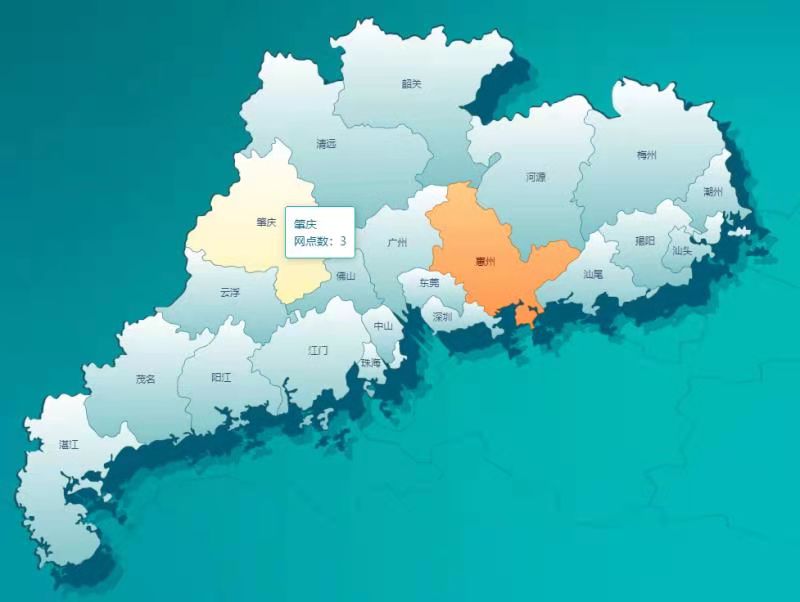 韶关
清远
梅州
河源
潮州
肇庆
肇庆
网点数：3
广州
揭阳
汕头
惠州
佛山
东莞
汕尾
云浮
深圳
中山
江门
珠海
茂名
阳江
湛江